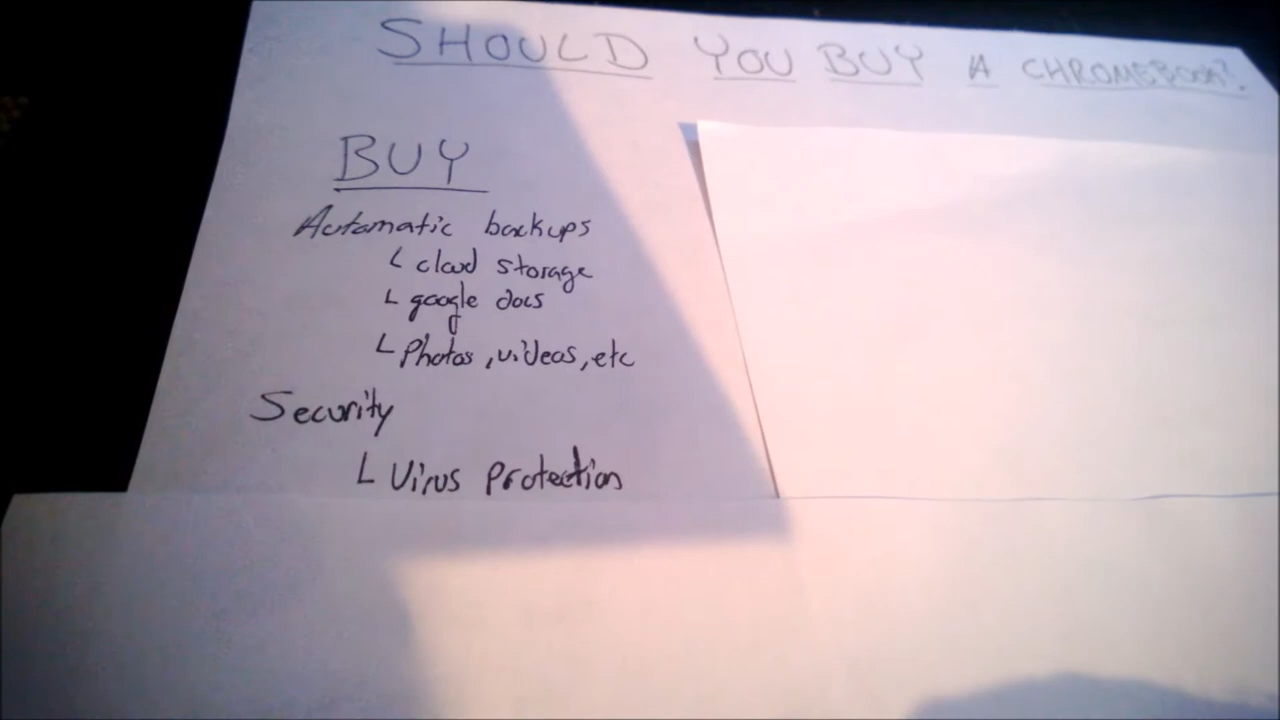 SHOULD YOU BUY A CHROMEBOOK?
BUY
Automatic backups
└ cloud storage
└ google docs
└ Photos, videos, etc
Security
└ Virus protection